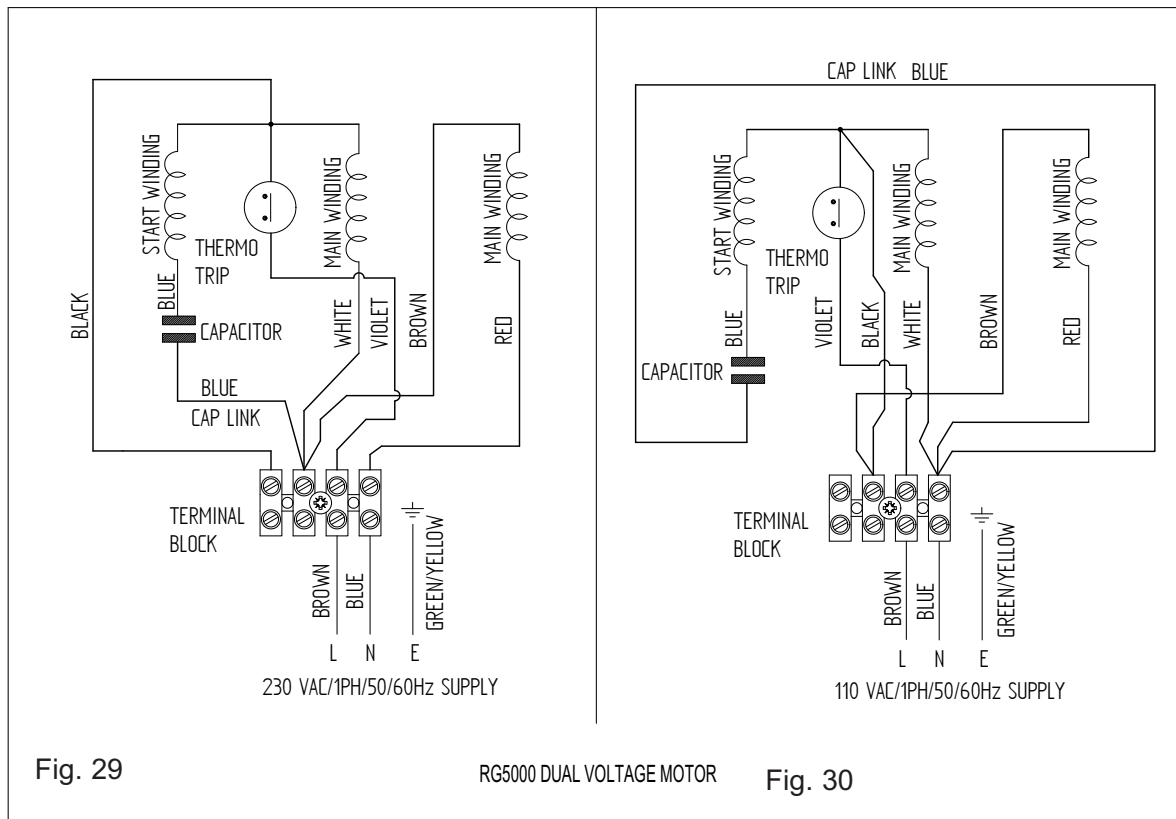 BLACK
START WINDING
BLUE
CAPACITOR
THERMO
TRIP
MAIN WINDING
WHITE
VIOLET
BROWN
MAIN WINDING
RED
BLUE
CAP LINK
TERMINAL
BLOCK
BROWN
BLUE
GREEN/YELLOW
L N E
230 VAC/1PH/50/60Hz SUPPLY
Fig. 29
CAP LINK BLUE
START WINDING
BLUE
CAPACITOR
THERMO
TRIP
VIOLET
BLACK
MAIN WINDING
WHITE
BROWN
MAIN WINDING
RED
TERMINAL
BLOCK
BROWN
BLUE
GREEN/YELLOW
L N E
110 VAC/1PH/50/60Hz SUPPLY
RG5000 DUAL VOLTAGE MOTOR
Fig. 30